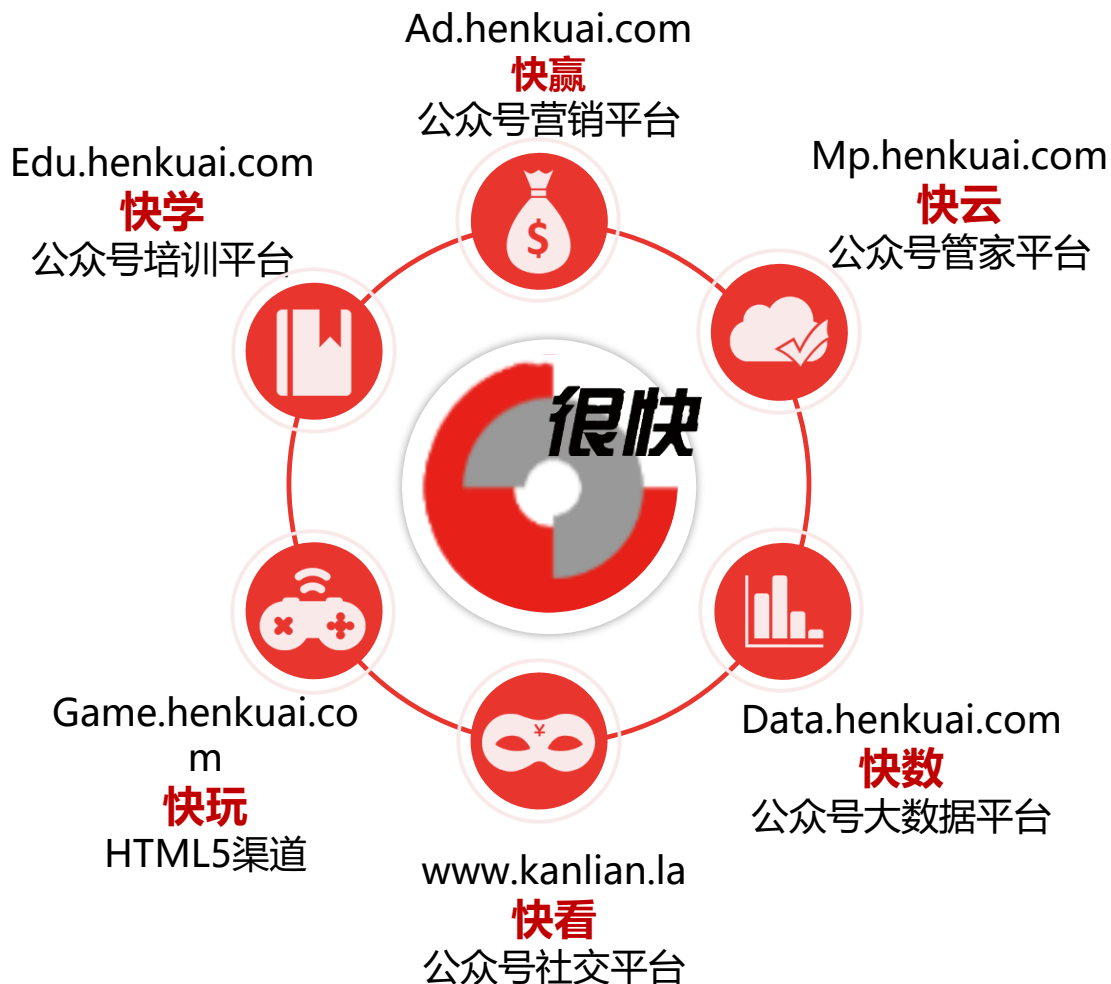 Ad.henkuai.com
快赢
公众号营销平台
Edu.henkuai.com
快学
公众号培训平台
Mp.henkuai.com
快云
公众号管家平台
$
很快
Game.henkuai.co
m
快玩
HTML5渠道
¥
www.kanlian.la
快看
公众号社交平台
Data.henkuai.com
快数
公众号大数据平台